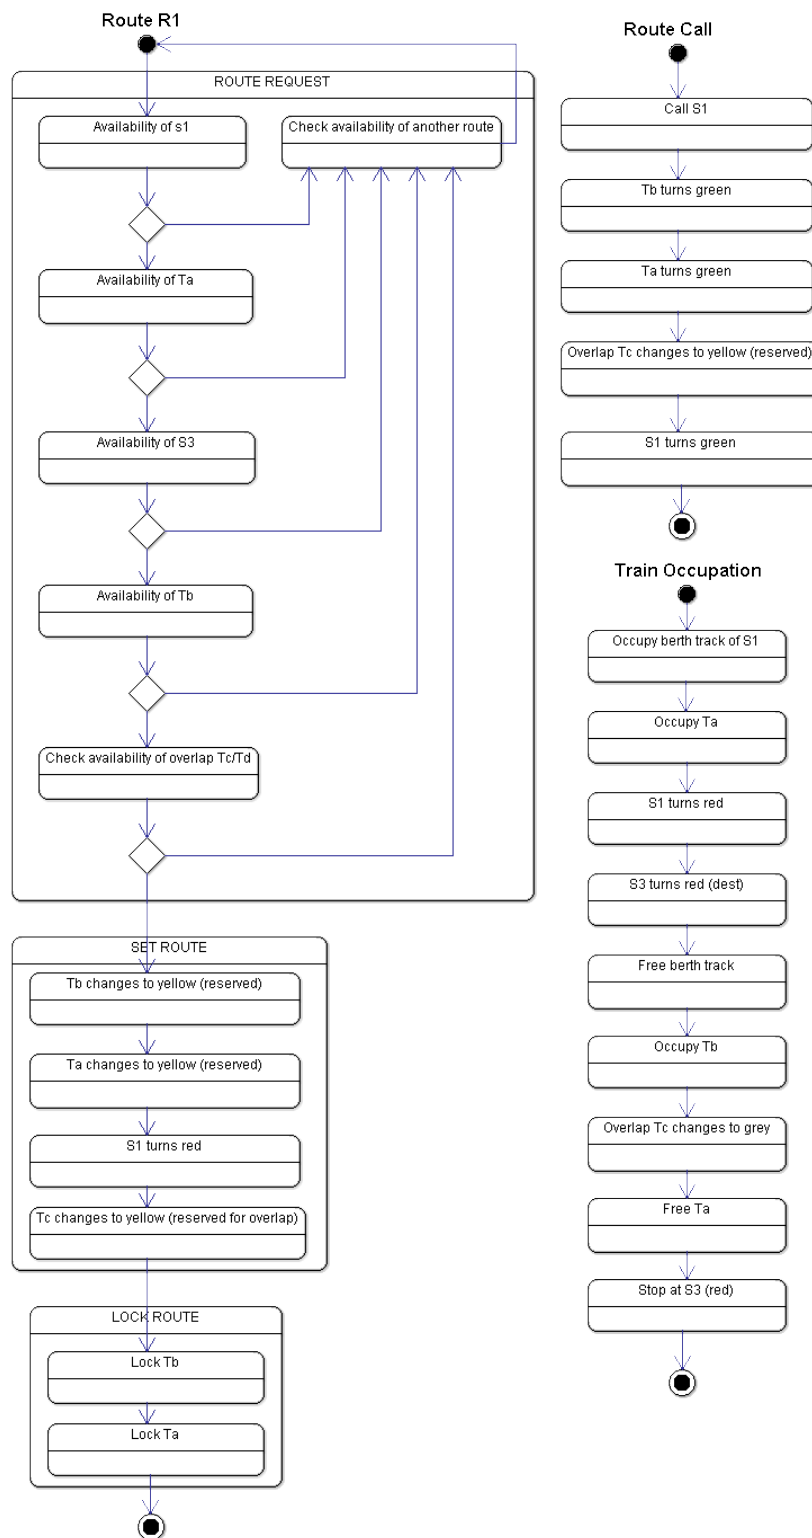 Route R1
ROUTE REQUEST
Availability of s1
Check availability of another route
Availability of Ta
Availability of S3
Availability of Tb
Check availability of overlap Tc/Td
SET ROUTE
Tb changes to yellow (reserved)
Ta changes to yellow (reserved)
S1 turns red
Tc changes to yellow (reserved for overlap)
LOCK ROUTE
Lock Tb
Lock Ta
Route Call
Call S1
Tb turns green
Ta turns green
Overlap Tc changes to yellow (reserved)
S1 turns green
Train Occupation
Occupy berth track of S1
Occupy Ta
S1 turns red
S3 turns red (dest)
Free berth track
Occupy Tb
Overlap Tc changes to grey
Free Ta
Stop at S3 (red)